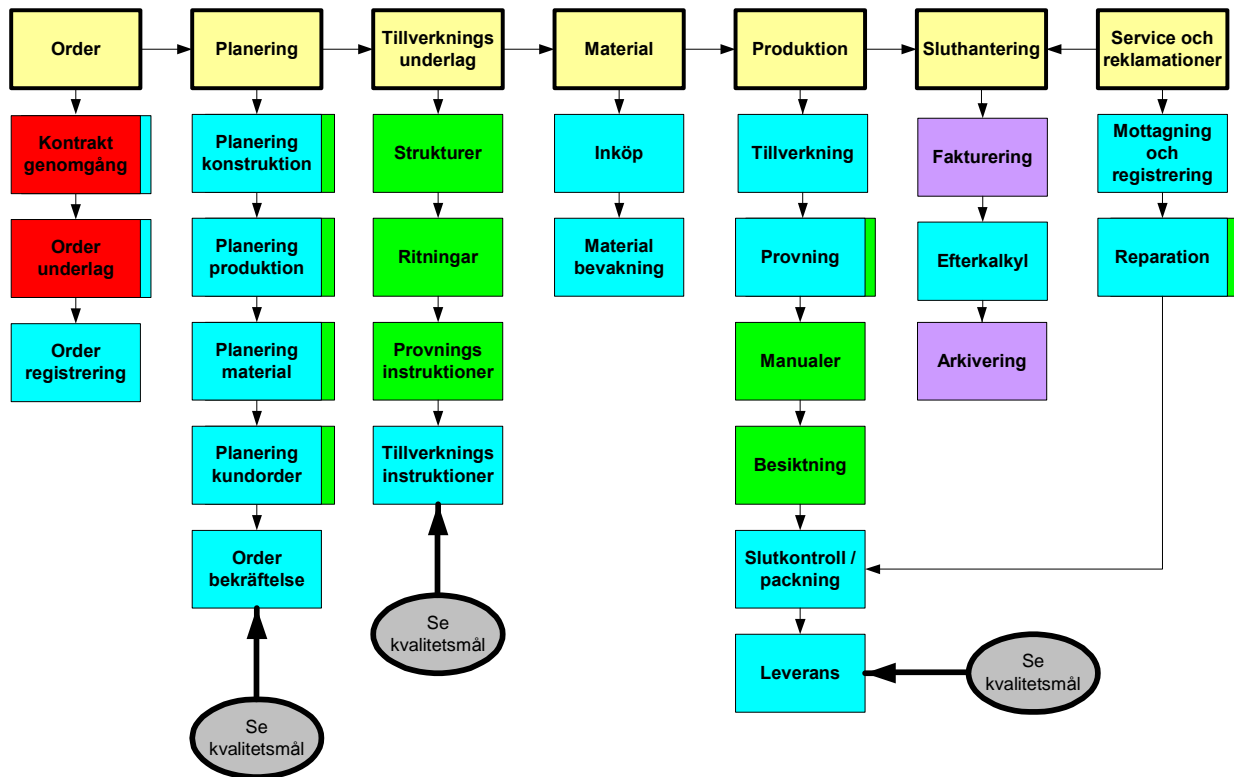 Order
Planering
Tillverknings
underlag
Material
Produktion
Sluthantering
Service och
reklamationer
Kontrakt
genomgång
Order
underlag
Order
registrering
Planering
konstruktion
Planering
produktion
Planering
material
Planering
kundorder
Order
bekräftelse
Se
kvalitetsmål
Strukturer
Ritningar
Provnings
instruktioner
Tillverknings
instruktioner
Se
kvalitetsmål
Inköp
Material
bevakning
Tillverkning
Provning
Manualer
Besiktning
Slutkontroll /
packning
Leverans
Se
kvalitetsmål
Fakturering
Efterkalkyl
Arkivering
Mottagning
och
registrering
Reparation